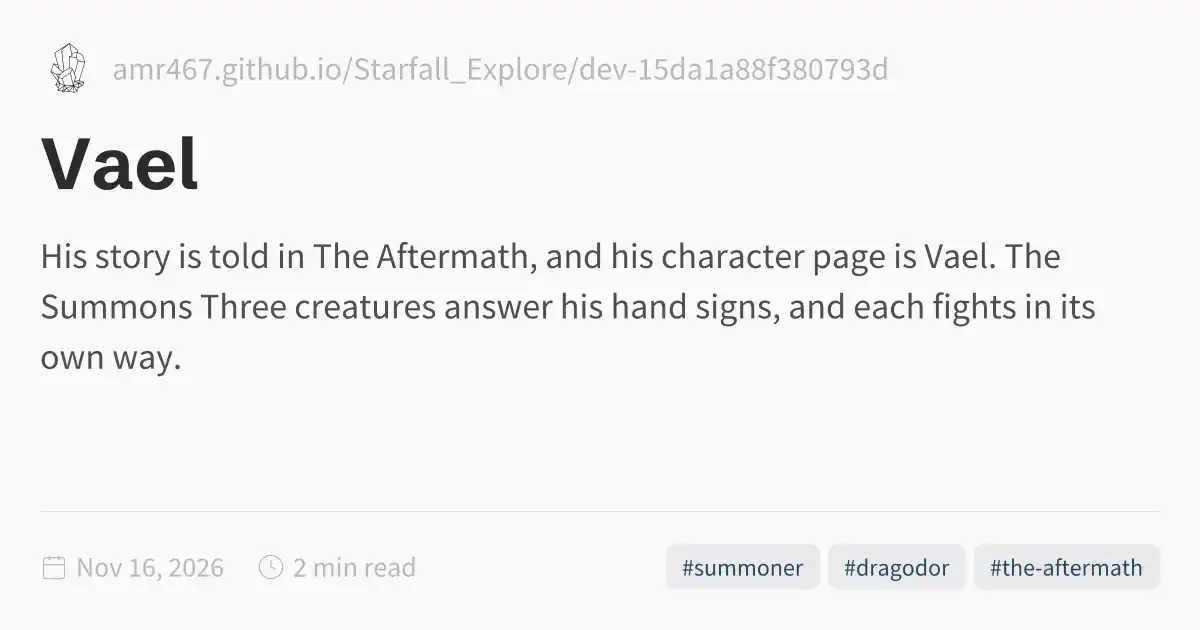 amr467.github.io/Starfall_Explore/dev-15da1a88f380793d
Vael
His story is told in The Aftermath, and his character page is Vael. The
Summons Three creatures answer his hand signs, and each fights in its
own way.
Nov 16, 2026
2 min read
#summoner
#dragodor
#the-aftermath